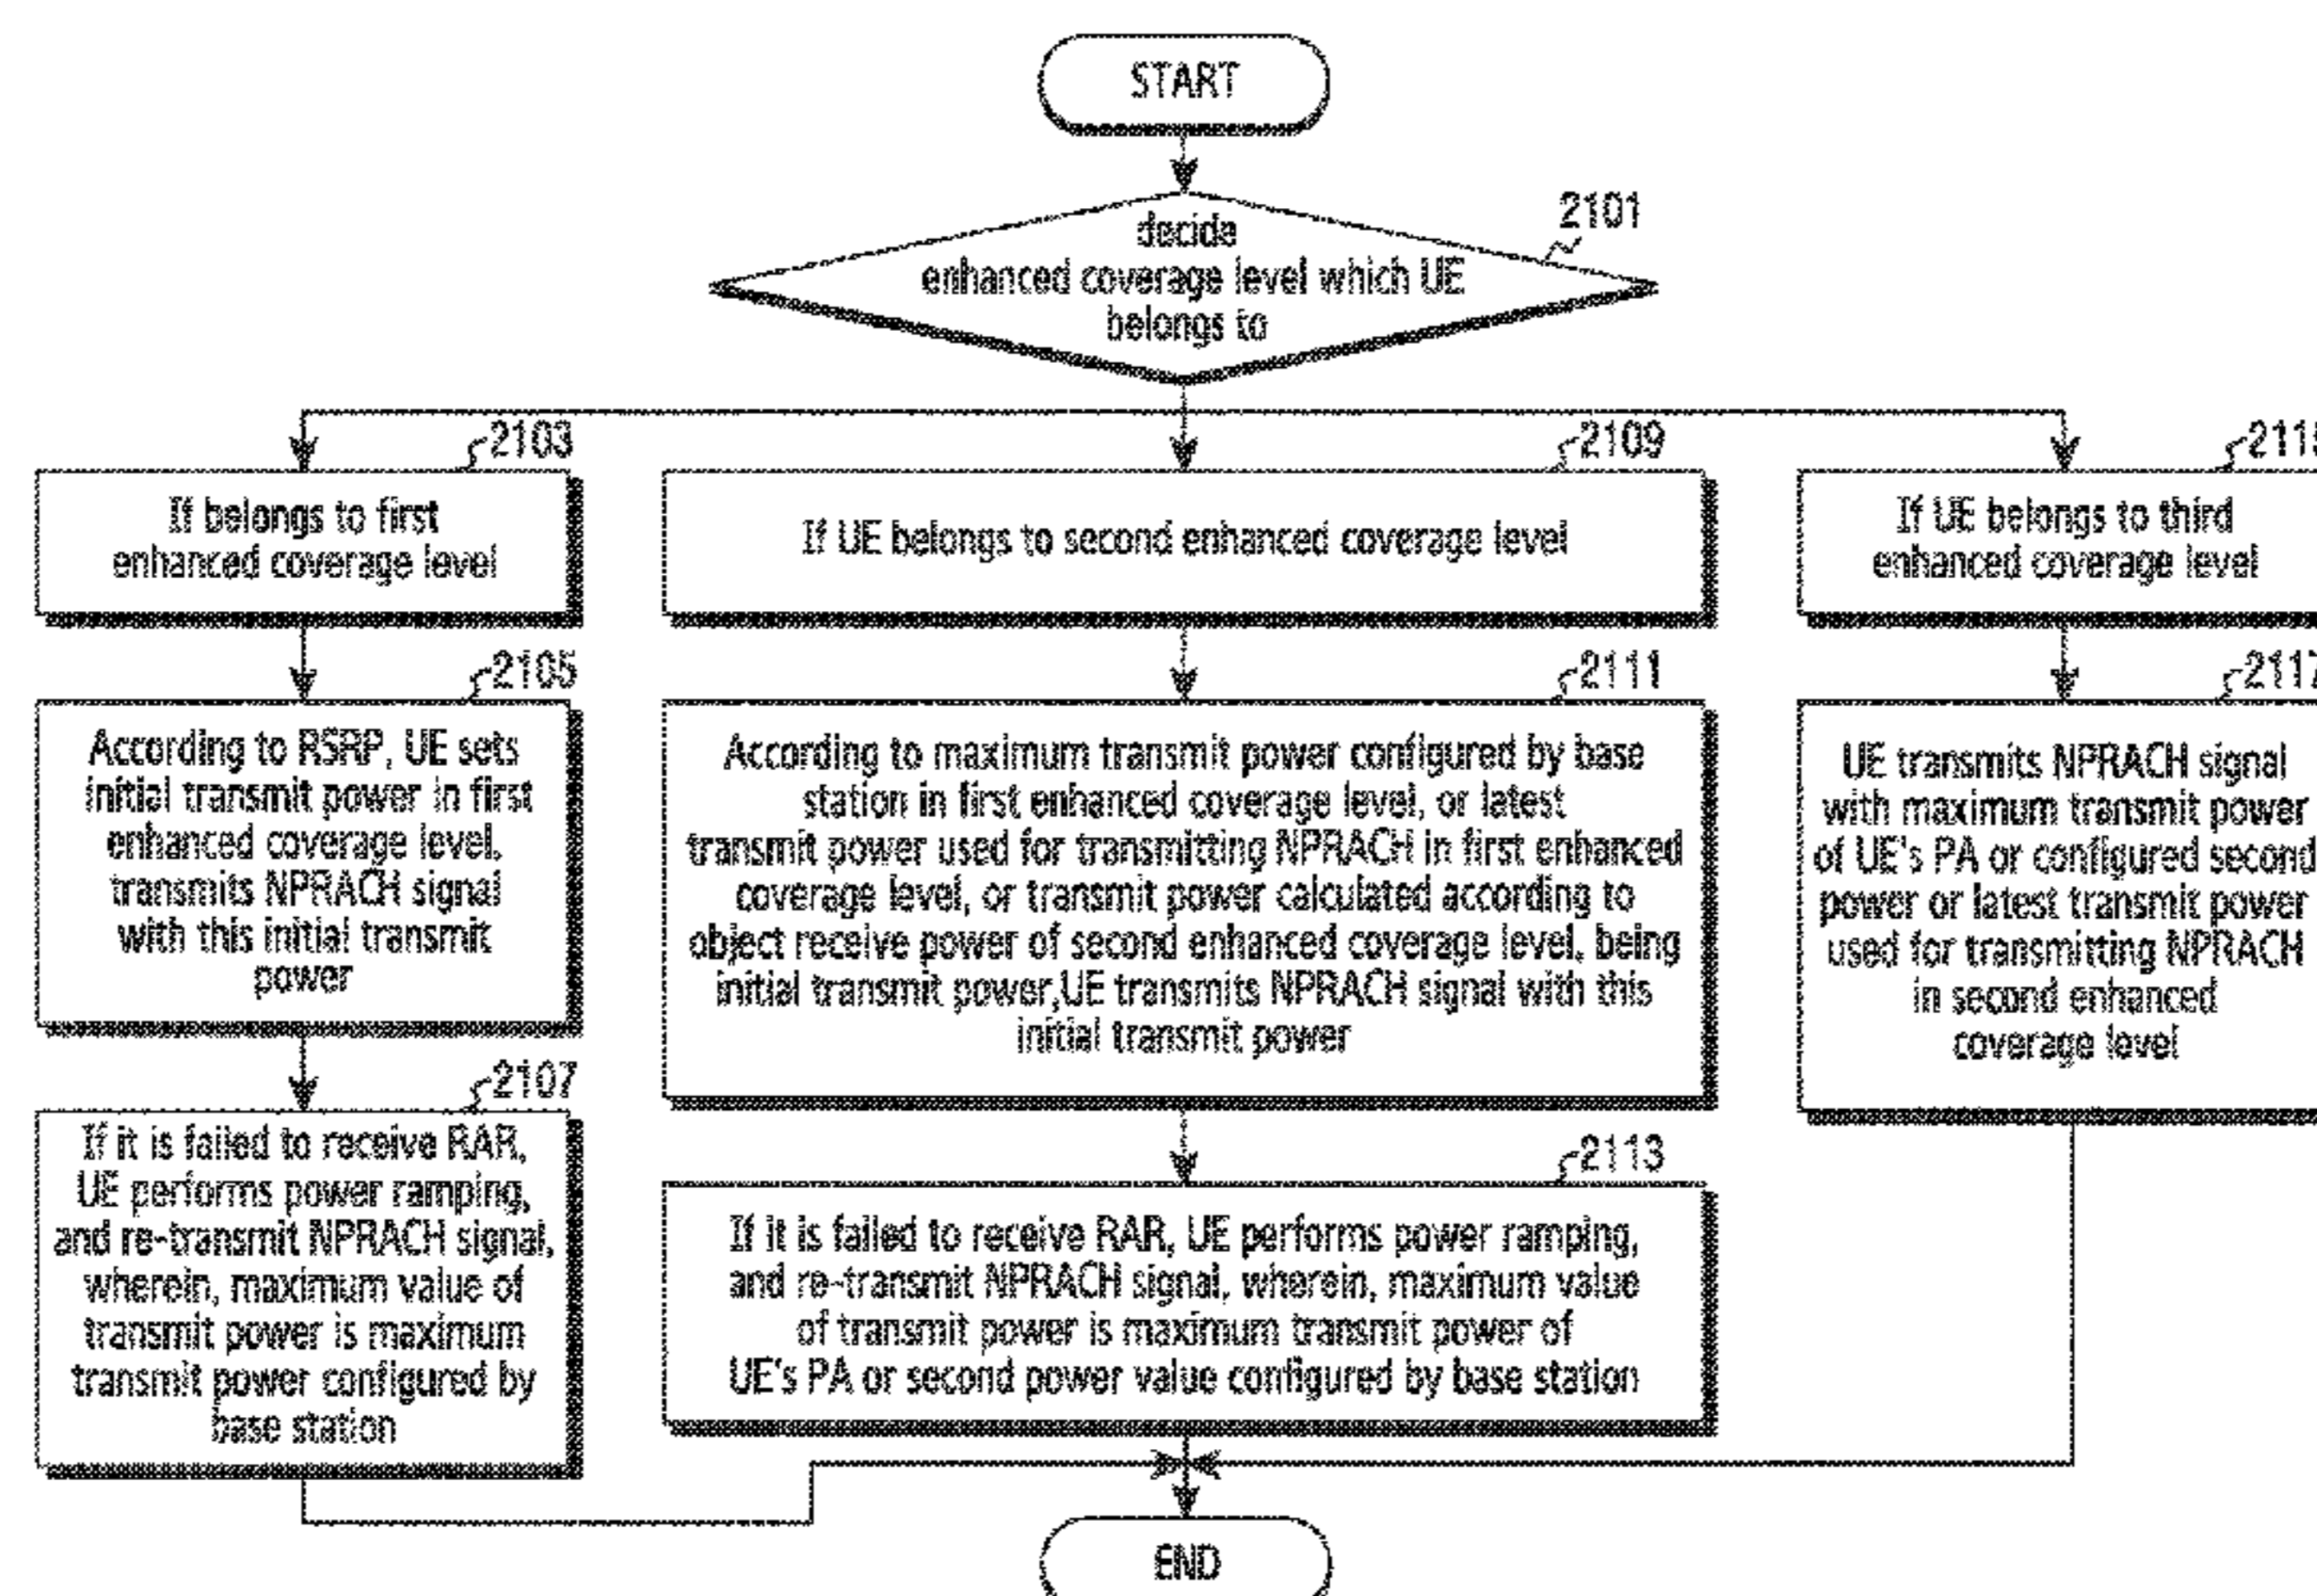 START
2101
decide
enhanced coverage level which UE
belongs to
2103
If belongs to first
enhanced coverage level
2105
According to RSRP, UE sets
initial transmit power in first
enhanced coverage level,
transmits NPRACH signal
with this initial transmit
power
2107
If it is failed to receive RAR,
UE performs power ramping,
and re-transmit NPRACH signal,
wherein, maximum value of
transmit power is maximum
transmit power configured by
base station
2109
If UE belongs to second enhanced coverage level
2111
According to maximum transmit power configured by base
station in first enhanced coverage level, or latest
transmit power used for transmitting NPRACH in first enhanced
coverage level, or transmit power calculated according to
object receive power of second enhanced coverage level, being
initial transmit power,UE transmits NPRACH signal with this
initial transmit power
2113
If it is failed to receive RAR, UE performs power ramping,
and re-transmit NPRACH signal, wherein, maximum value
of transmit power is maximum transmit power of
UE's PA or second power value configured by base station
If UE belongs to third
enhanced coverage level
2117
UE transmits NPRACH signal
with maximum transmit power
of UE's PA or configured second
power or latest transmit power
used for transmitting NPRACH
in second enhanced
coverage level
END